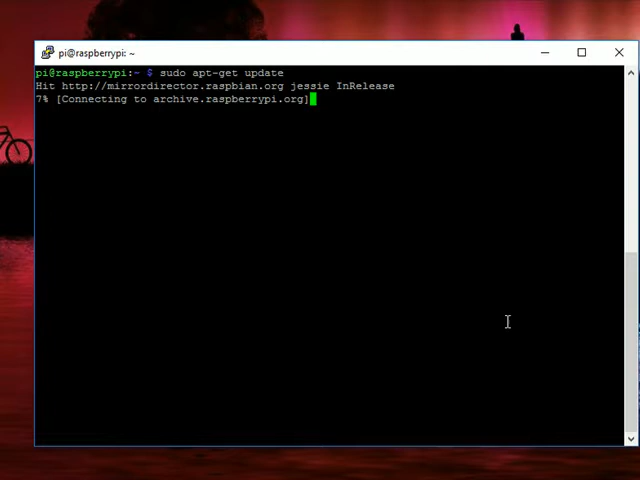 pi@raspberrypi: ~
pi@raspberrypi:~ $ sudo apt-get update
Hit http://mirrordirector.raspbian.org jessie InRelease
7% [Connecting to archive.raspberrypi.org]